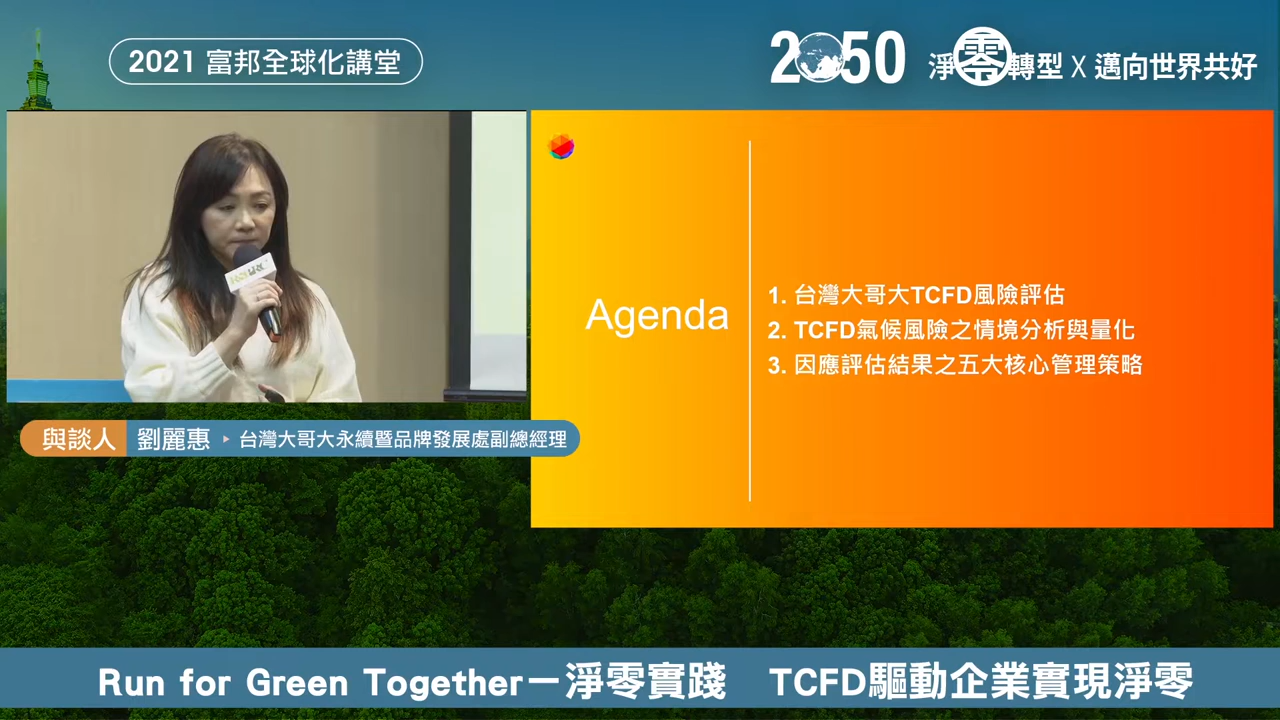 2021 富邦全球化講堂
2050 淨零轉型 X 邁向世界共好
Agenda
1. 台灣大哥大TCFD風險評估
2. TCFD氣候風險之情境分析與量化
3. 因應評估結果之五大核心管理策略
與談人 劉麗惠 ▸ 台灣大哥大永續暨品牌發展處副總經理
Run for Green Together－淨零實踐 TCFD驅動企業實現淨零